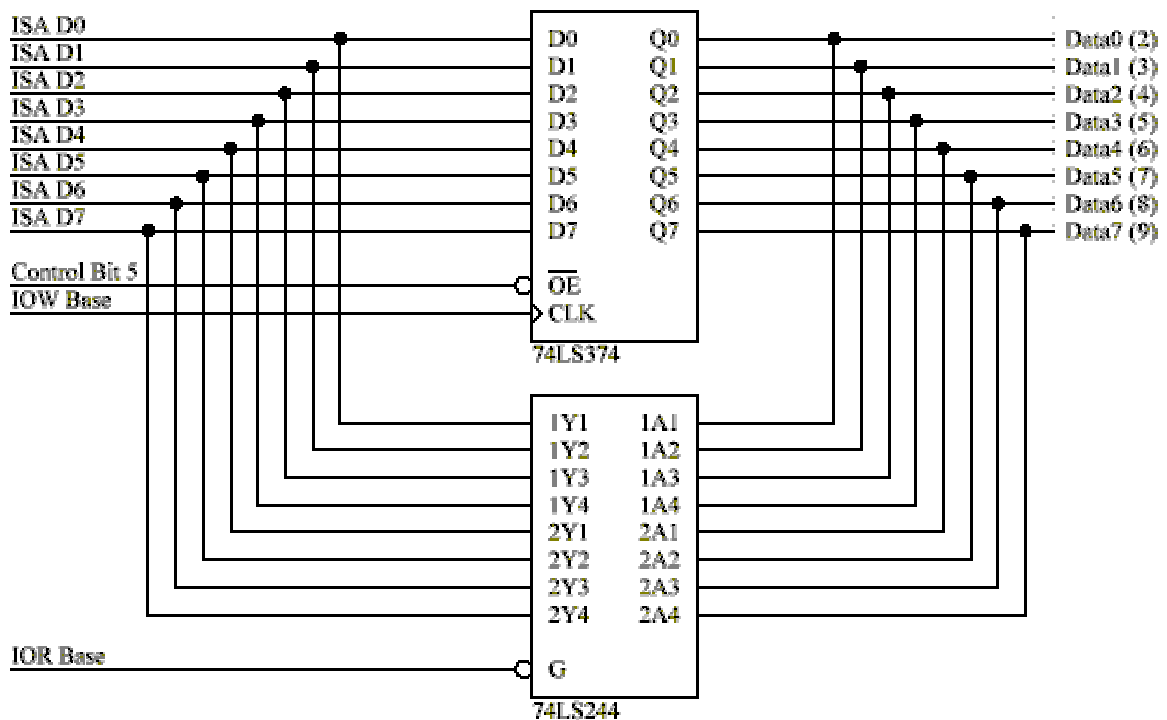 ISA D0
ISA D1
ISA D2
ISA D3
ISA D4
ISA D5
ISA D6
ISA D7
Control Bit 5
IOW Base
D0 Q0
D1 Q1
D2 Q2
D3 Q3
D4 Q4
D5 Q5
D6 Q6
D7 Q7
OE
CLK
74LS374
Data0 (2)
Data1 (3)
Data2 (4)
Data3 (5)
Data4 (6)
Data5 (7)
Data6 (8)
Data7 (9)
1Y1 1A1
1Y2 1A2
1Y3 1A3
1Y4 1A4
2Y1 2A1
2Y2 2A2
2Y3 2A3
2Y4 2A4
IOR Base
G
74LS244